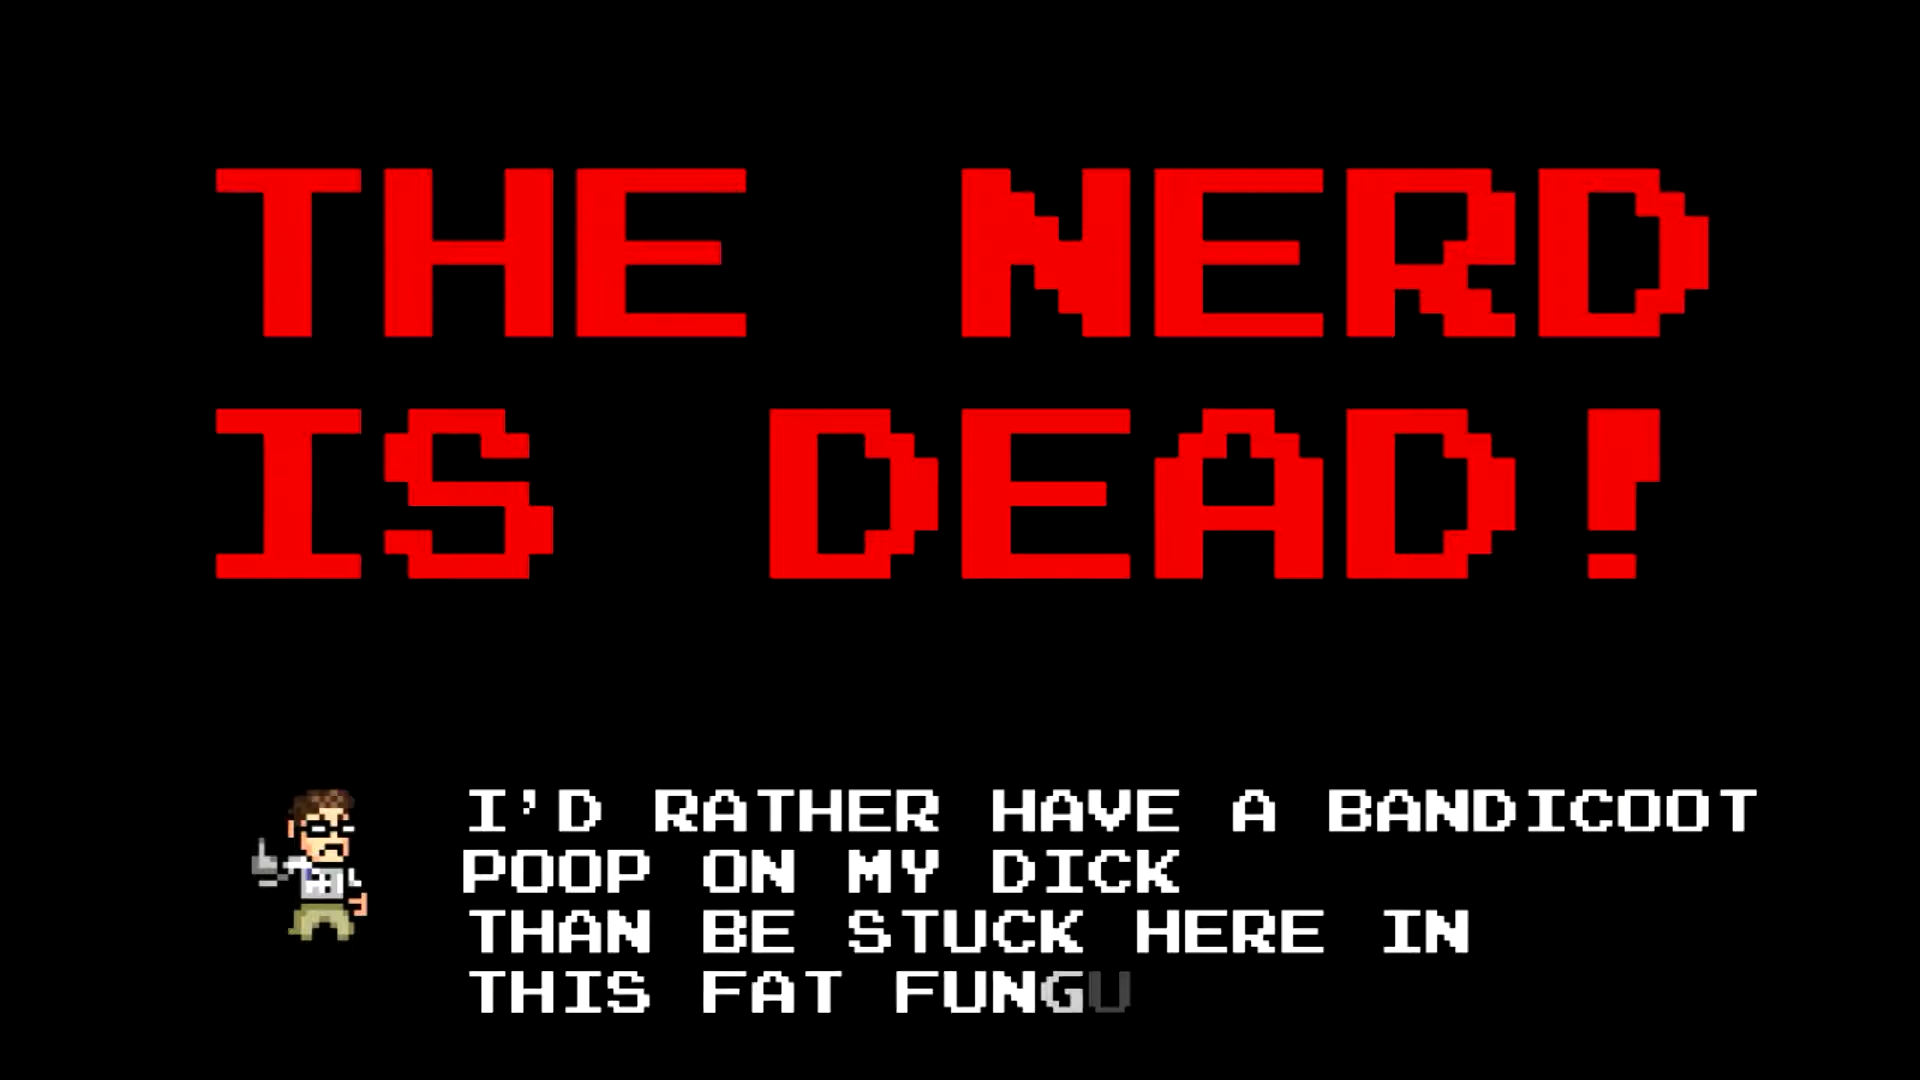 THE NERD
IS DEAD!
I'D RATHER HAVE A BANDICOOT
POOP ON MY DICK
THAN BE STUCK HERE IN
THIS FAT FUNGU